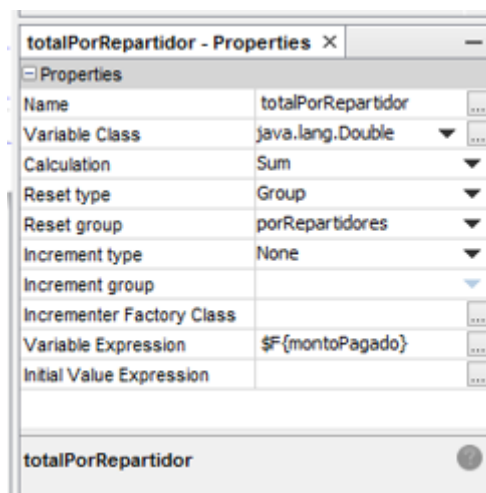 totalPorRepartidor - Properties ×
Properties
Name totalPorRepartidor ...
Variable Class java.lang.Double ...
Calculation Sum
Reset type Group
Reset group porRepartidores
Increment type None
Increment group
Incrementer Factory Class ...
Variable Expression $F{montoPagado} ...
Initial Value Expression ...
totalPorRepartidor ?